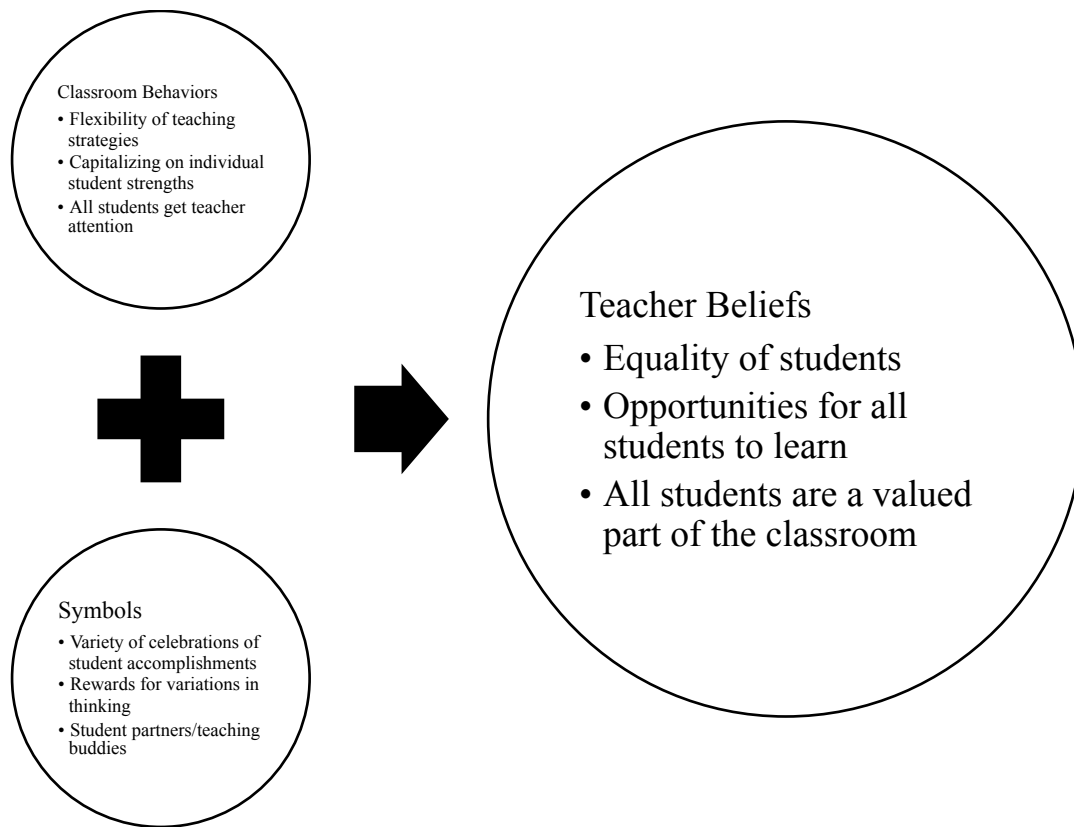 Classroom Behaviors
• Flexibility of teaching
strategies
• Capitalizing on individual
student strengths
• All students get teacher
attention
Symbols
• Variety of celebrations of
student accomplishments
• Rewards for variations in
thinking
• Student partners/teaching
buddies
Teacher Beliefs
• Equality of students
• Opportunities for all
students to learn
• All students are a valued
part of the classroom